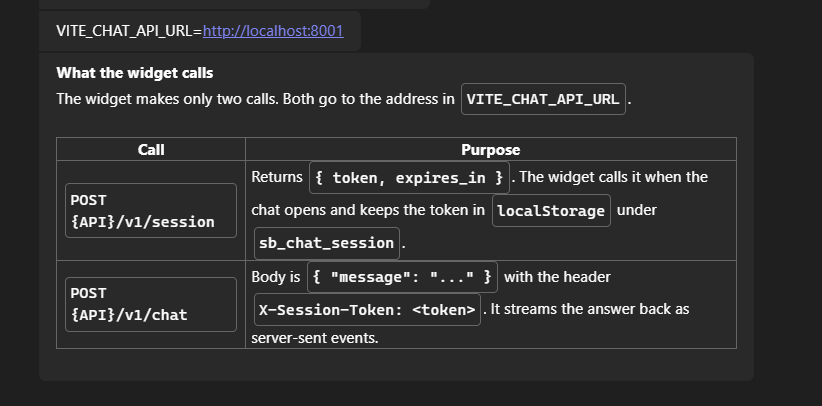 VITE_CHAT_API_URL=http://localhost:8001
What the widget calls
The widget makes only two calls. Both go to the address in VITE_CHAT_API_URL.
Call Purpose
POST
{API}/v1/session
Returns { token, expires_in }. The widget calls it when the
chat opens and keeps the token in localStorage under
sb_chat_session.
POST
{API}/v1/chat
Body is { "message": "..." } with the header
X-Session-Token: <token>. It streams the answer back as
server-sent events.